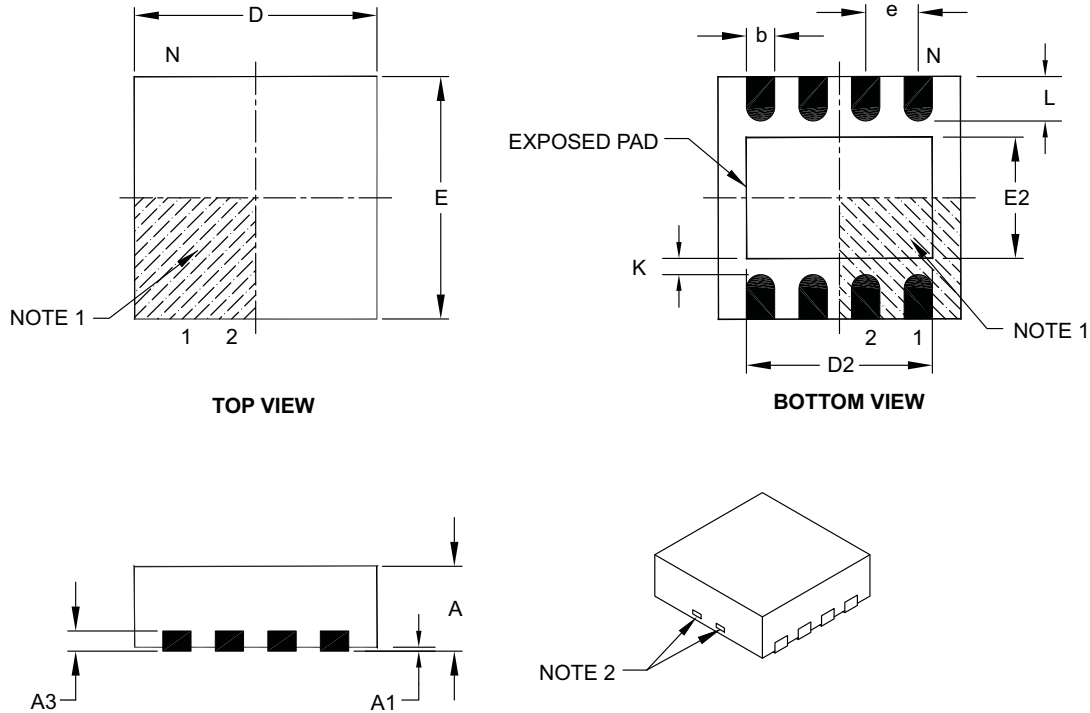 D
N
E
NOTE 1
1 2
TOP VIEW
e
b
N
L
EXPOSED PAD
E2
K
2 1
NOTE 1
D2
BOTTOM VIEW
A
A3
A1
NOTE 2